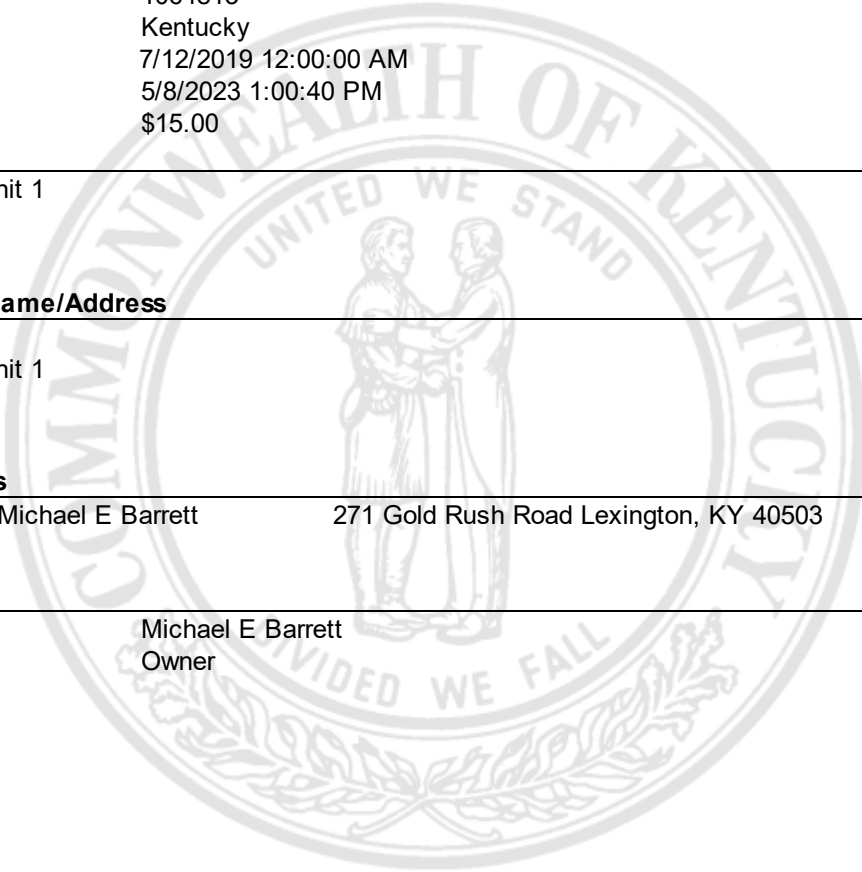 Kentucky
7/12/2019 12:00:00 AM
5/8/2023 1:00:40 PM
$15.00
nit 1
ame/Address
nit 1
s
Michael E Barrett 271 Gold Rush Road Lexington, KY 40503
Michael E Barrett
Owner
COMMONWEALTH OF KENTUCKY
UNITED WE STAND
DIVIDED WE FALL